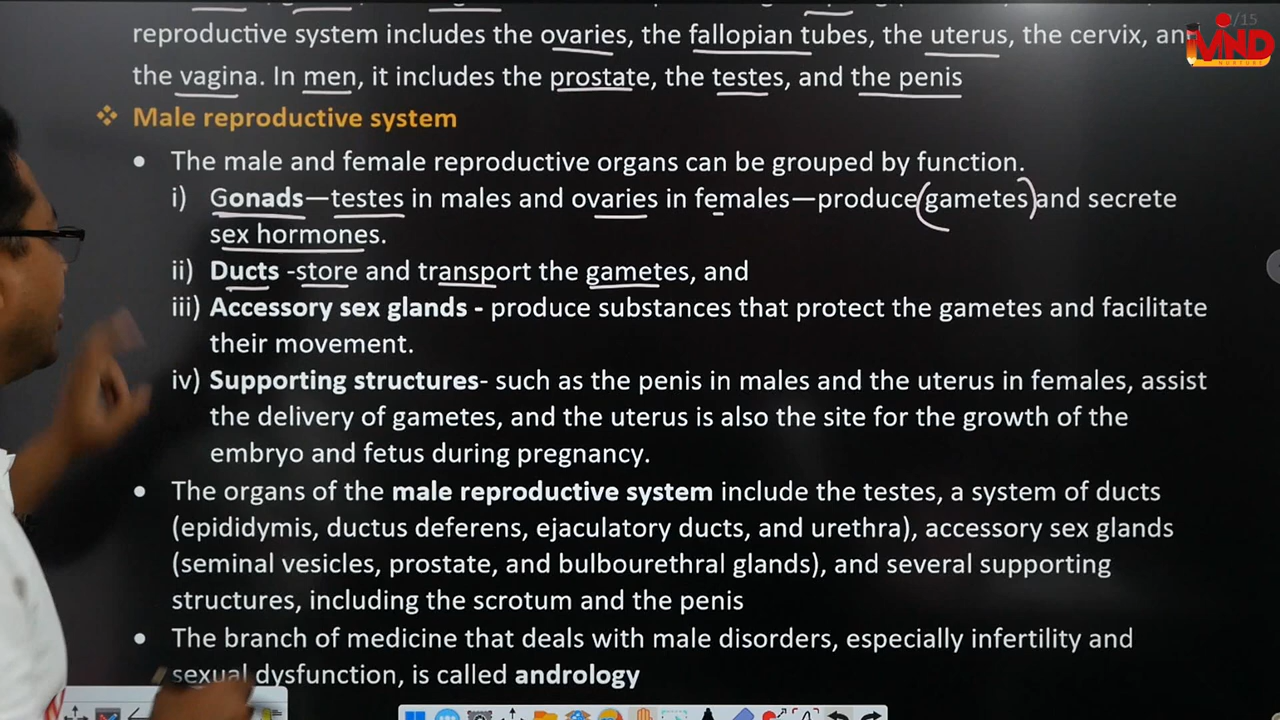 reproductive system includes the ovaries, the fallopian tubes, the uterus, the cervix, an
/15
MIND
NURTURE
the vagina. In men, it includes the prostate, the testes, and the penis
❖ Male reproductive system
• The male and female reproductive organs can be grouped by function.
i) Gonads—testes in males and ovaries in females—produce gametes and secrete
sex hormones.
ii) Ducts -store and transport the gametes, and
iii) Accessory sex glands - produce substances that protect the gametes and facilitate
their movement.
iv) Supporting structures- such as the penis in males and the uterus in females, assist
the delivery of gametes, and the uterus is also the site for the growth of the
embryo and fetus during pregnancy.
• The organs of the male reproductive system include the testes, a system of ducts
(epididymis, ductus deferens, ejaculatory ducts, and urethra), accessory sex glands
(seminal vesicles, prostate, and bulbourethral glands), and several supporting
structures, including the scrotum and the penis
• The branch of medicine that deals with male disorders, especially infertility and
sexual dysfunction, is called andrology